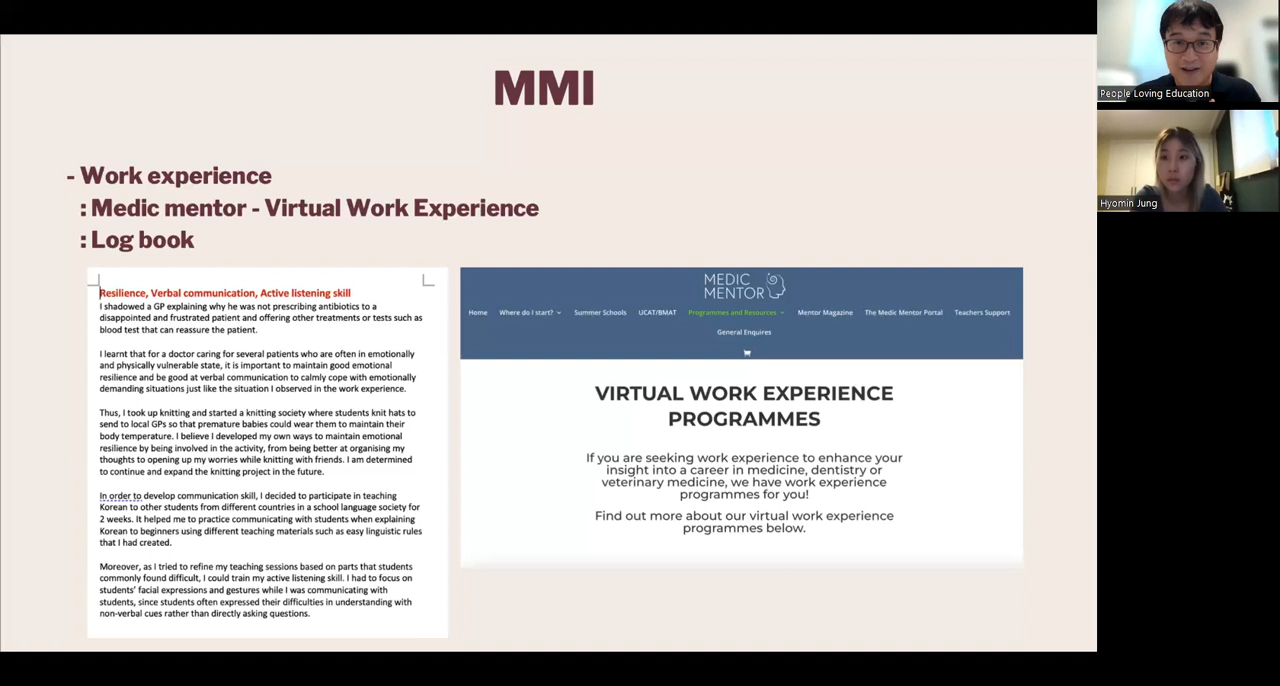 MMI
- Work experience
: Medic mentor - Virtual Work Experience
: Log book
Resilience, Verbal communication, Active listening skill
I shadowed a GP explaining why he was not prescribing antibiotics to a
disappointed and frustrated patient and offering other treatments or tests such as
blood test that can reassure the patient.
I learnt that for a doctor caring for several patients who are often in emotionally
and physically vulnerable state, it is important to maintain good emotional
resilience and be good at verbal communication to calmly cope with emotionally
demanding situations just like the situation I observed in the work experience.
Thus, I took up knitting and started a knitting society where students knit hats to
send to local GPs so that premature babies could wear them to maintain their
body temperature. I believe I developed my own ways to maintain emotional
resilience by being involved in the activity, from being better at organising my
thoughts to opening up my worries while knitting with friends. I am determined
to continue and expand the knitting project in the future.
In order to develop communication skill, I decided to participate in teaching
Korean to other students from different countries in a school language society for
2 weeks. It helped me to practice communicating with students when explaining
Korean to beginners using different teaching materials such as easy linguistic rules
that I had created.
Moreover, as I tried to refine my teaching sessions based on parts that students
commonly found difficult, I could train my active listening skill. I had to focus on
students' facial expressions and gestures while I was communicating with
students, since students often expressed their difficulties in understanding with
non-verbal cues rather than directly asking questions.
MEDIC
MENTOR
Home Where do I start? Summer Schools UCAT/BMAT Programmes and Resources Mentor Magazine The Medic Mentor Portal Teachers Support
General Enquires
VIRTUAL WORK EXPERIENCE
PROGRAMMES
If you are seeking work experience to enhance your
insight into a career in medicine, dentistry or
veterinary medicine, we have work experience
programmes for you!
Find out more about our virtual work experience
programmes below.
People Loving Education
Hyomin Jung